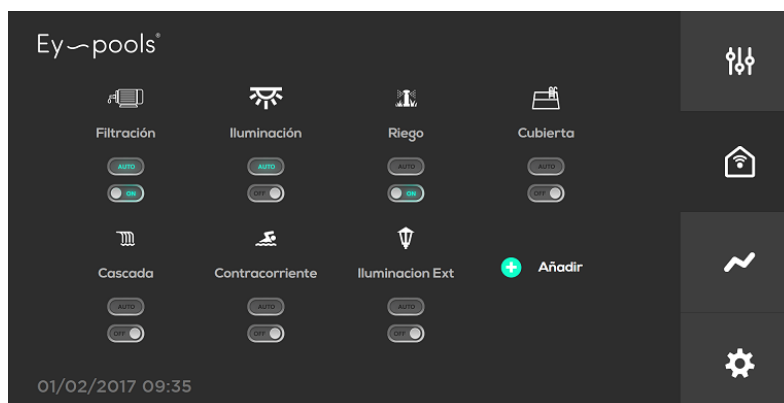 Ey-pools®
Filtración Iluminación Riego Cubierta
AUTO AUTO AUTO AUTO
ON OFF ON OFF
Cascada Contracorriente Iluminacion Ext Añadir
AUTO AUTO AUTO
OFF OFF OFF
01/02/2017 09:35